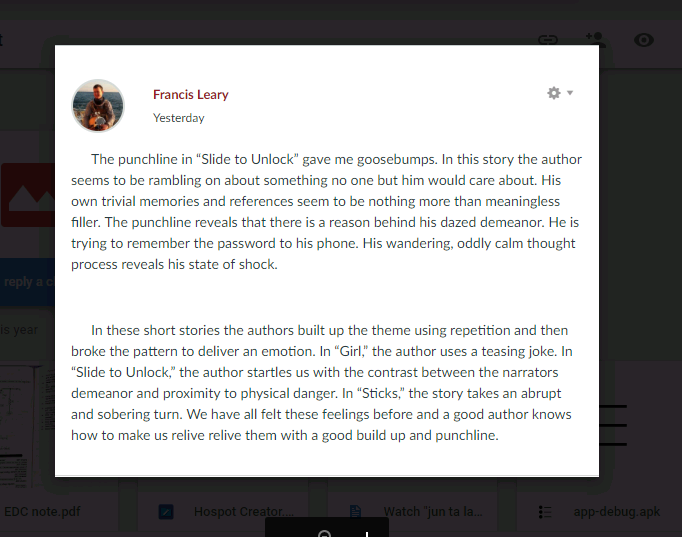 t
Francis Leary
Yesterday
The punchline in “Slide to Unlock” gave me goosebumps. In this story the author
seems to be rambling on about something no one but him would care about. His
own trivial memories and references seem to be nothing more than meaningless
filler. The punchline reveals that there is a reason behind his dazed demeanor. He is
trying to remember the password to his phone. His wandering, oddly calm thought
process reveals his state of shock.
reply a c
is year
In these short stories the authors built up the theme using repetition and then
broke the pattern to deliver an emotion. In “Girl,” the author uses a teasing joke. In
“Slide to Unlock,” the author startles us with the contrast between the narrators
demeanor and proximity to physical danger. In “Sticks,” the story takes an abrupt
and sobering turn. We have all felt these feelings before and a good author knows
how to make us relive relive them with a good build up and punchline.
EDC note.pdf
Hospot Creator....
Watch "jun ta la...
app-debug.apk